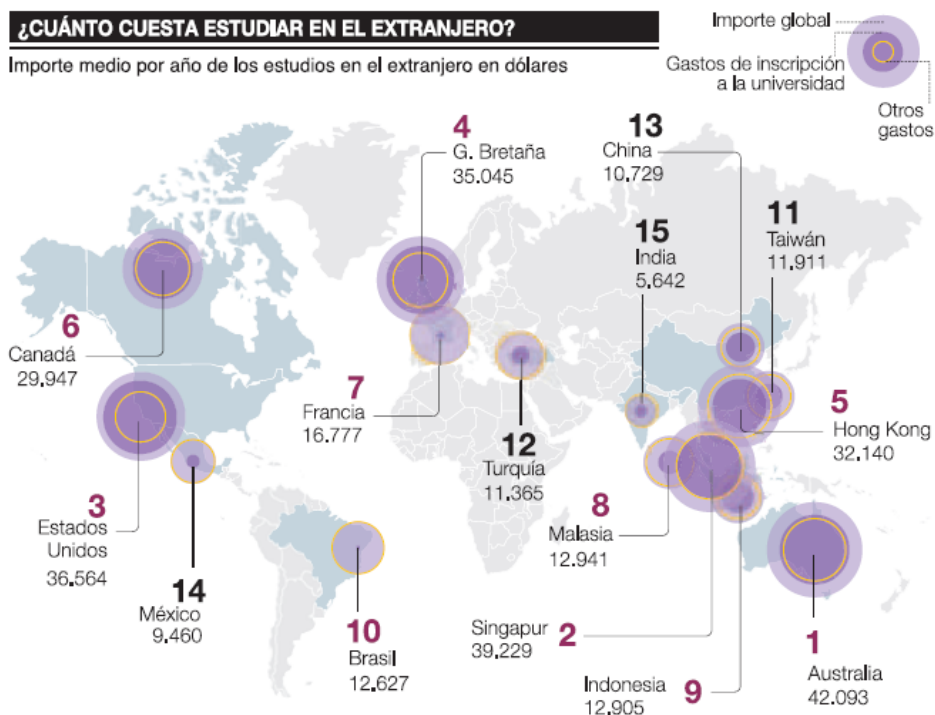 ¿CUÁNTO CUESTA ESTUDIAR EN EL EXTRANJERO?
Importe medio por año de los estudios en el extranjero en dólares
Importe global
Gastos de inscripción
a la universidad
Otros
gastos
4
G. Bretaña
35.045
13
China
10.729
11
Taiwán
11.911
15
India
5.642
6
Canadá
29.947
7
Francia
16.777
5
Hong Kong
32.140
12
Turquía
11.365
3
Estados
Unidos
36.564
8
Malasia
12.941
14
México
9.460
10
Brasil
12.627
Singapur
39.229
2
1
Australia
42.093
Indonesia
12.905
9